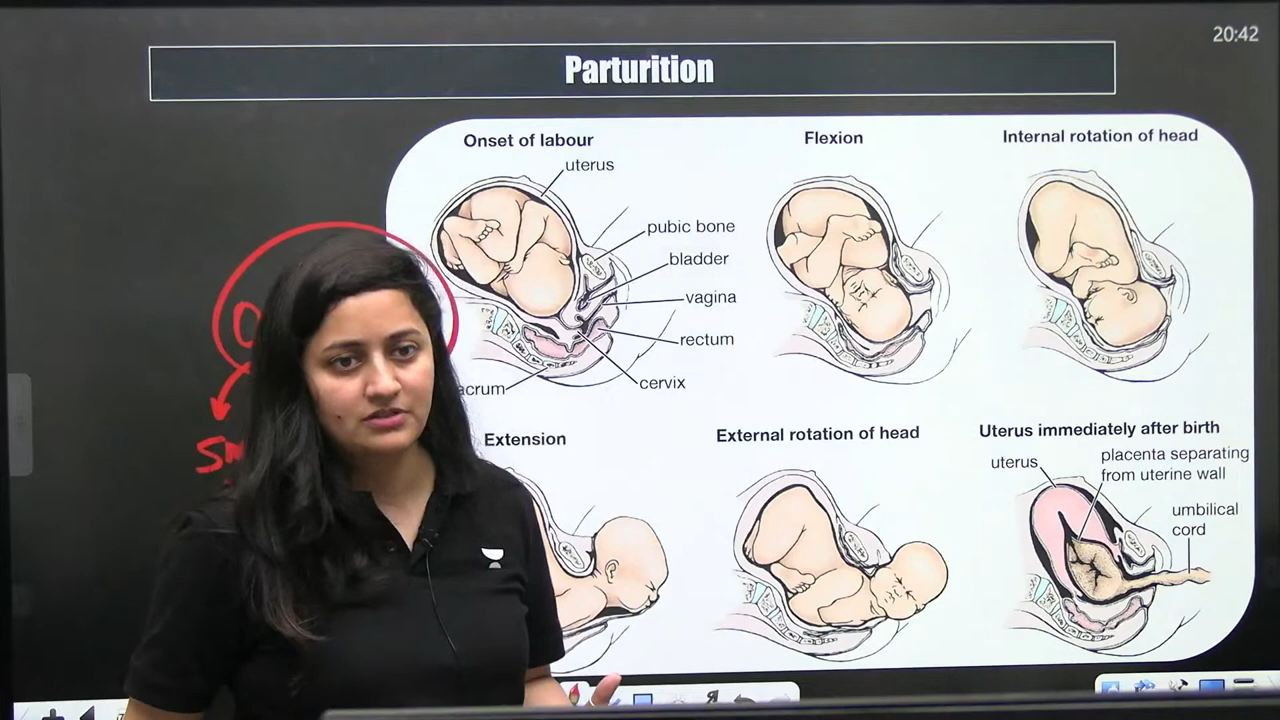 20:42
Parturition
Onset of labour
uterus
pubic bone
bladder
vagina
rectum
cervix
Flexion
Internal rotation of head
Extension
External rotation of head
Uterus immediately after birth
uterus
placenta separating
from uterine wall
umbilical
cord